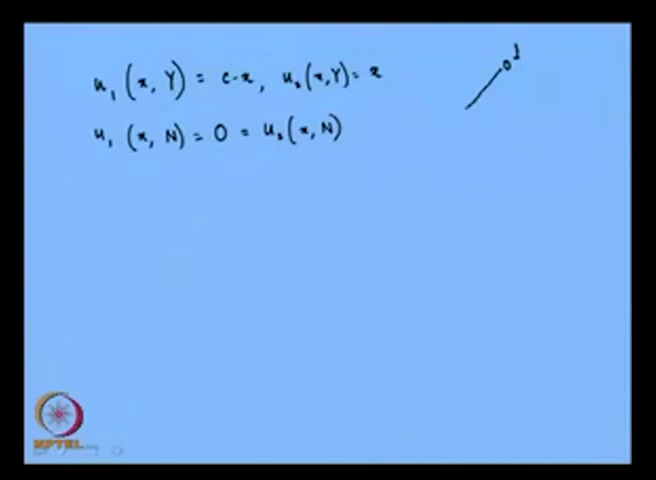 u₁ (x, Y) = c-x, u₂ (x,Y) = x
1
u₁ (x, N) = 0 = u₂ (x, N)
NPTEL